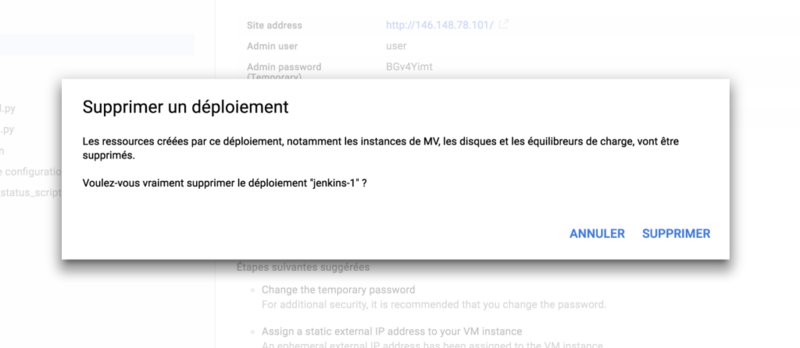 Site address http://146.148.78.101/
Admin user user
Admin password BGv4Yimt
(Temporary)
Supprimer un déploiement
.py
Les ressources créées par ce déploiement, notamment les instances de MV, les disques et les équilibreurs de charge, vont être
.py
supprimés.
e configuration
Voulez-vous vraiment supprimer le déploiement "jenkins-1" ?
status_script
ANNULER SUPPRIMER
Étapes suivantes suggérées
Change the temporary password
For additional security, it is recommended that you change the password.
Assign a static external IP address to your VM instance
An ephemeral external IP address has been assigned to the VM instance